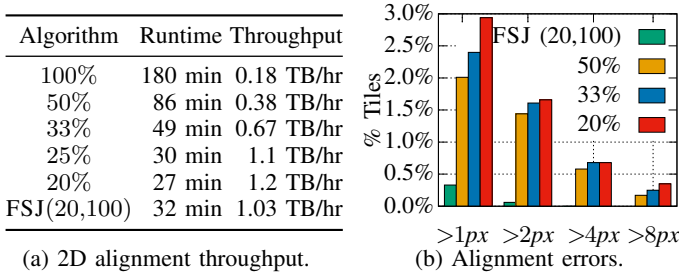 Algorithm Runtime Throughput
100% 180 min 0.18 TB/hr
50% 86 min 0.38 TB/hr
33% 49 min 0.67 TB/hr
25% 30 min 1.1 TB/hr
20% 27 min 1.2 TB/hr
FSJ(20,100) 32 min 1.03 TB/hr
(a) 2D alignment throughput.
% Tiles
3.0%
2.5%
2.0%
1.5%
1.0%
0.5%
0.0%
FSJ (20,100)
50%
33%
20%
>1px >2px >4px >8px
(b) Alignment errors.